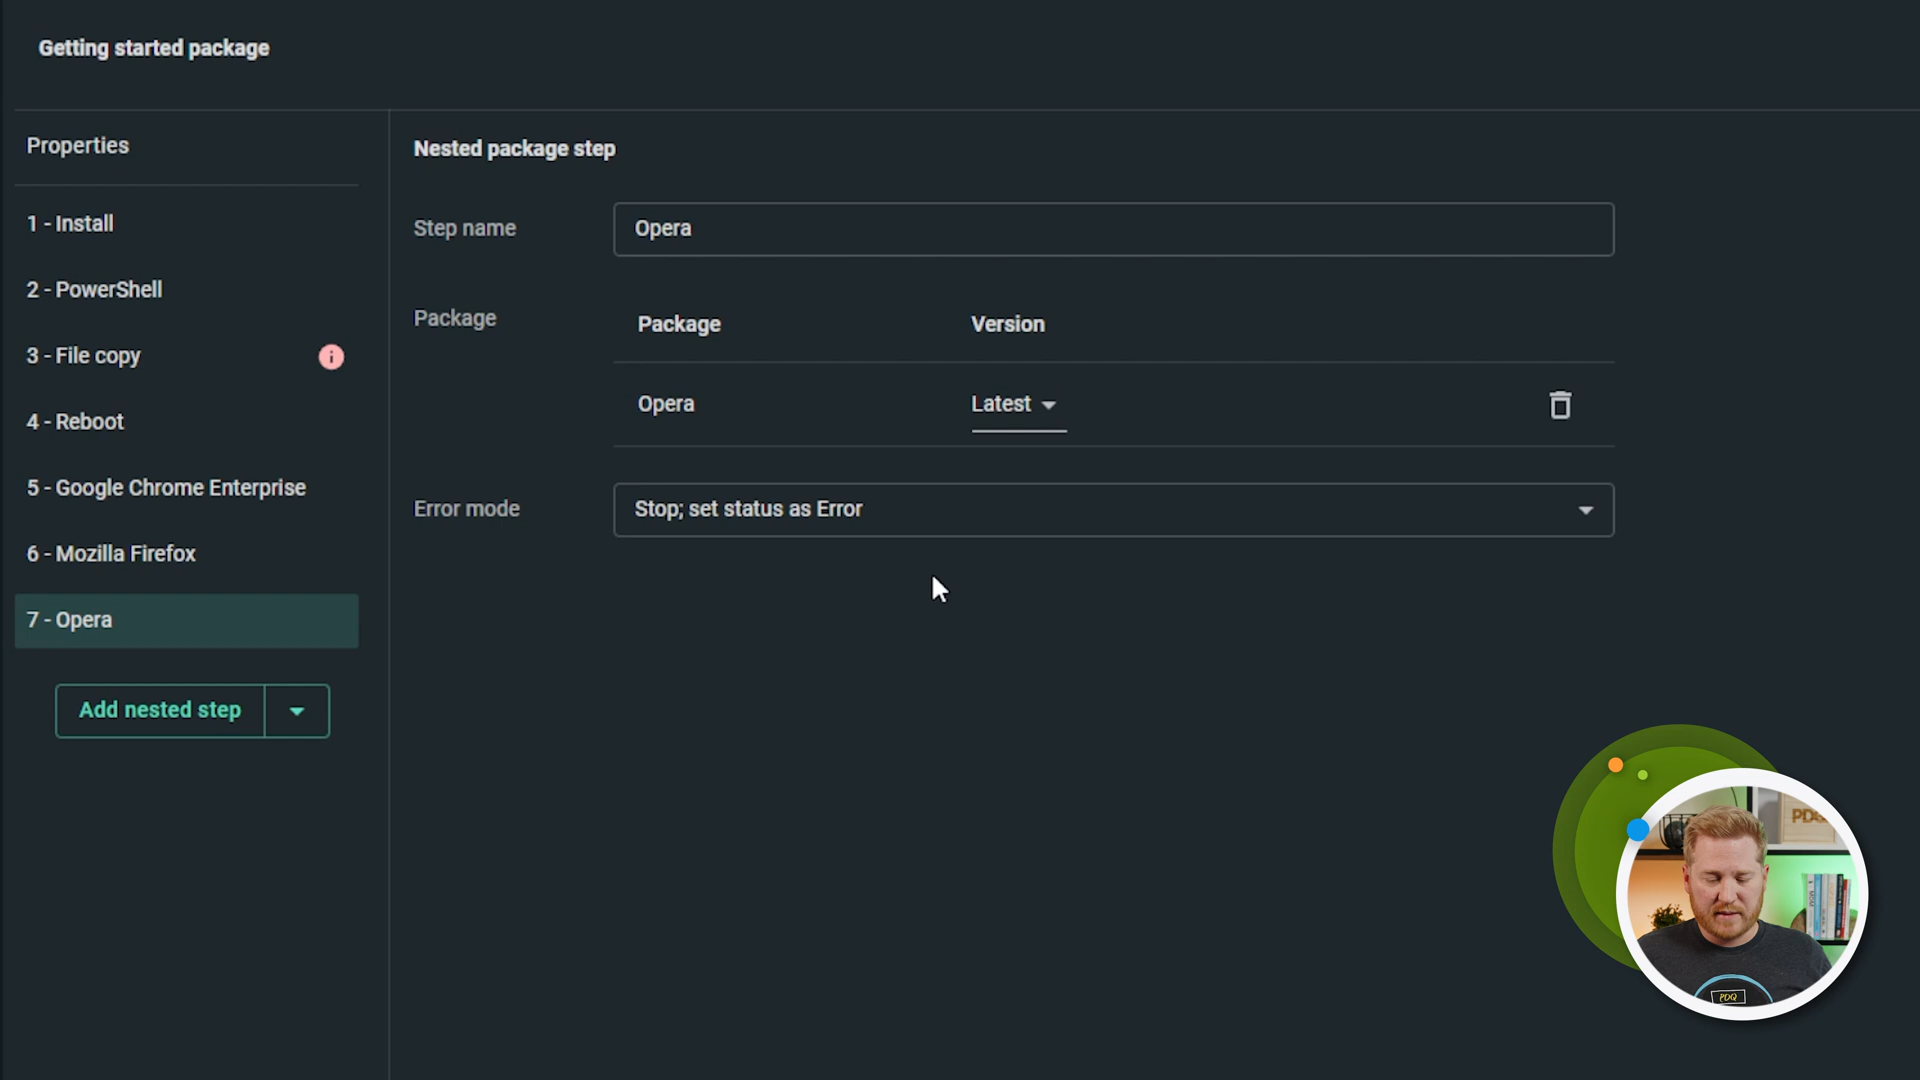 Getting started package
Properties
1 - Install
2 - PowerShell
3 - File copy
4 - Reboot
5 - Google Chrome Enterprise
6 - Mozilla Firefox
7 - Opera
Add nested step
Nested package step
Step name
Opera
Package
Package
Version
Opera
Latest
Error mode
Stop; set status as Error
PDQ